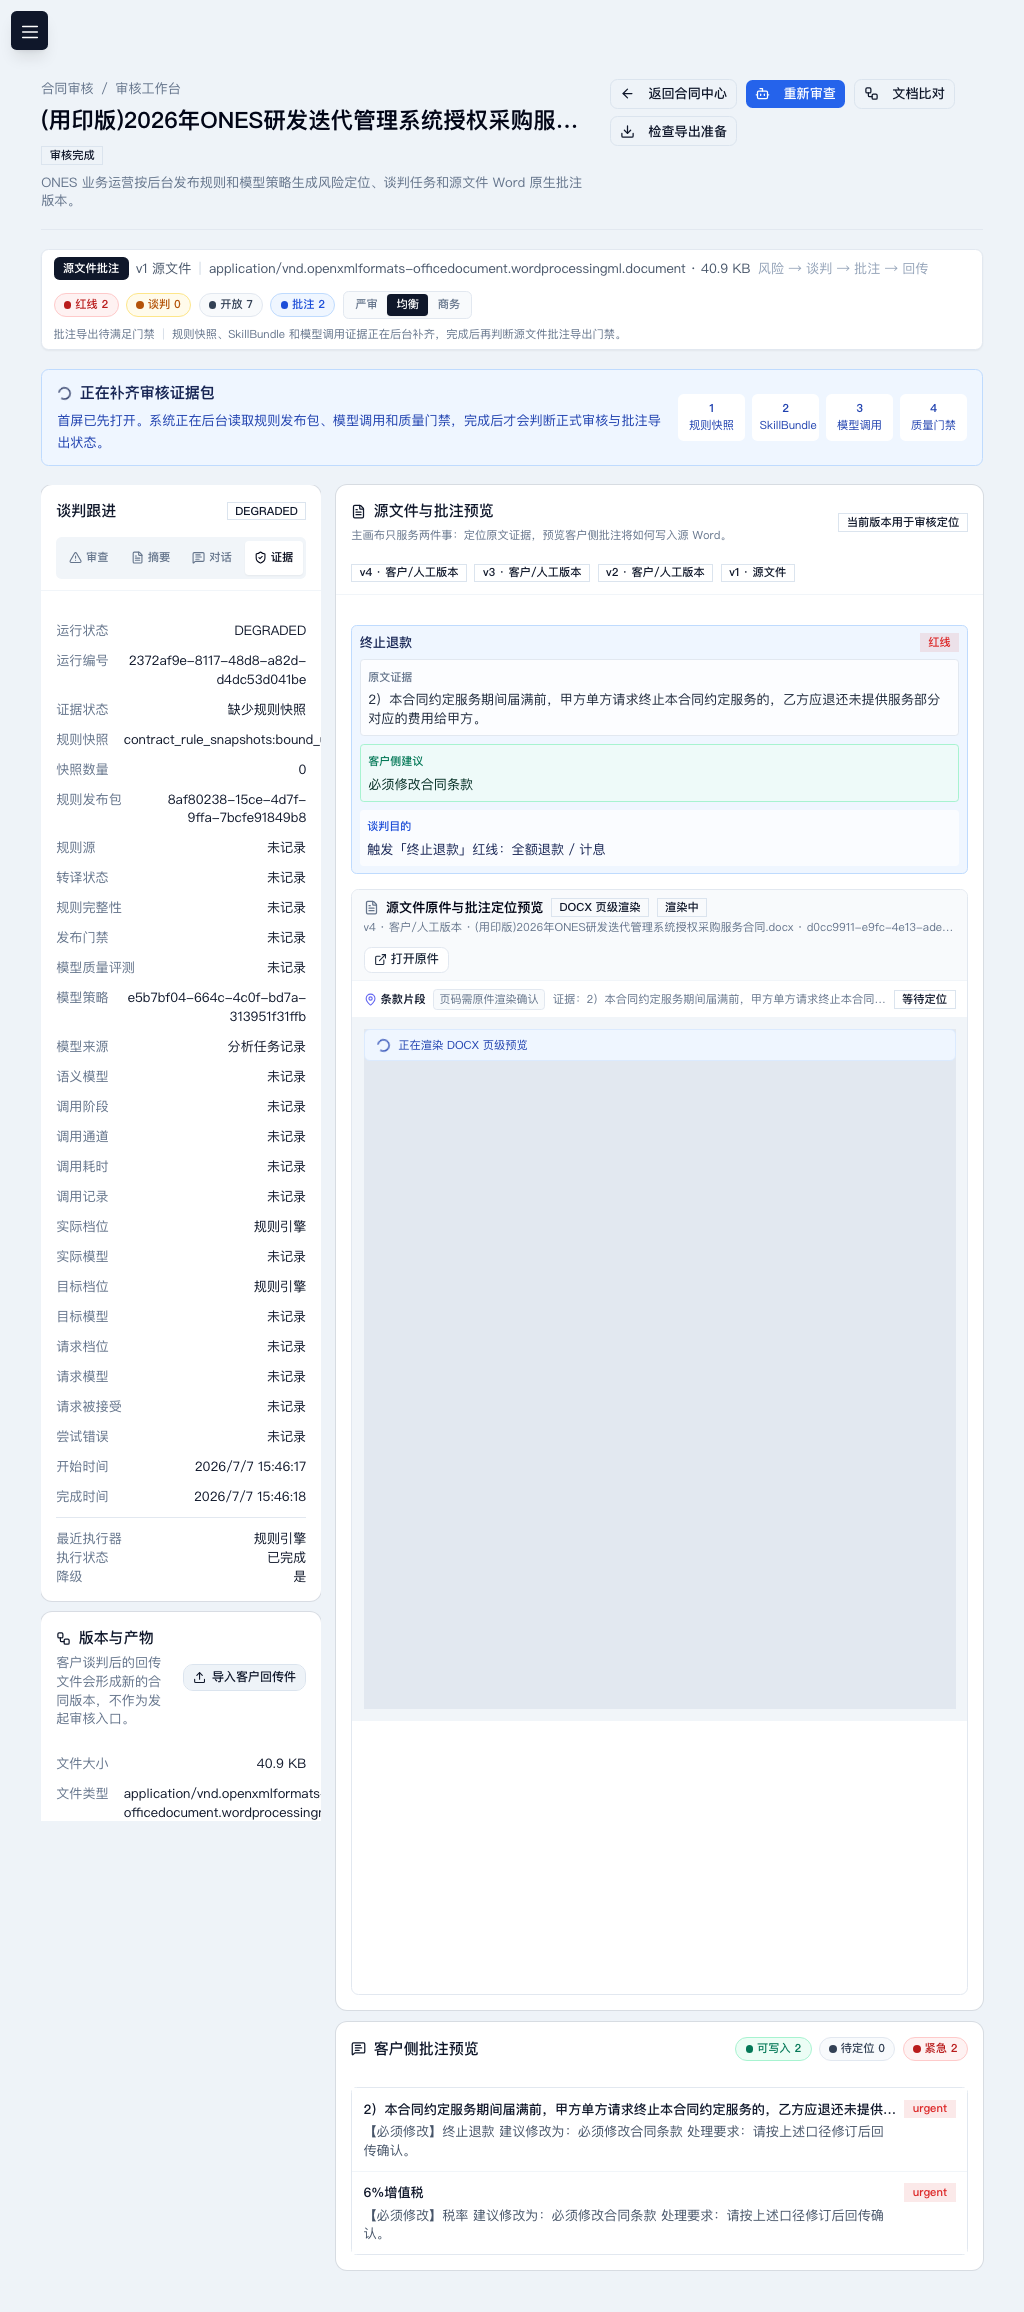 合同审核 / 审核工作台
(用印版)2026年ONES研发迭代管理系统授权采购服...
审核完成
ONES 业务运营按后台发布规则和模型策略生成风险定位、谈判任务和源文件 Word 原生批注
版本。
返回合同中心
重新审查
文档比对
检查导出准备
源文件批注 v1 源文件 | application/vnd.openxmlformats-officedocument.wordprocessingml.document · 40.9 KB 风险 → 谈判 → 批注 → 回传
红线 2 谈判 0 开放 7 批注 2 严审 均衡 商务
批注导出待满足门禁 | 规则快照、SkillBundle 和模型调用证据正在后台补齐，完成后再判断源文件批注导出门禁。
正在补齐审核证据包
首屏已先打开。系统正在后台读取规则发布包、模型调用和质量门禁，完成后才会判断正式审核与批注导
出状态。
1
规则快照
2
SkillBundle
3
模型调用
4
质量门禁
谈判跟进 DEGRADED
审查 摘要 对话 证据
运行状态 DEGRADED
运行编号 2372af9e-8117-48d8-a82d-
d4dc53d041be
证据状态 缺少规则快照
规则快照 contract_rule_snapshots:bound_
快照数量 0
规则发布包 8af80238-15ce-4d7f-
9ffa-7bcfe91849b8
规则源 未记录
转译状态 未记录
规则完整性 未记录
发布门禁 未记录
模型质量评测 未记录
模型策略 e5b7bf04-664c-4c0f-bd7a-
313951f31ffb
模型来源 分析任务记录
语义模型 未记录
调用阶段 未记录
调用通道 未记录
调用耗时 未记录
调用记录 未记录
实际档位 规则引擎
实际模型 未记录
目标档位 规则引擎
目标模型 未记录
请求档位 未记录
请求模型 未记录
请求被接受 未记录
尝试错误 未记录
开始时间 2026/7/7 15:46:17
完成时间 2026/7/7 15:46:18
最近执行器 规则引擎
执行状态 已完成
降级 是
版本与产物
客户谈判后的回传
文件会形成新的合
同版本，不作为发
起审核入口。
导入客户回传件
文件大小 40.9 KB
文件类型 application/vnd.openxmlformats-
officedocument.wordprocessingr
源文件与批注预览
主画布只服务两件事：定位原文证据，预览客户侧批注将如何写入源 Word。
当前版本用于审核定位
v4 · 客户/人工版本 v3 · 客户/人工版本 v2 · 客户/人工版本 v1 · 源文件
终止退款 红线
原文证据
2）本合同约定服务期间届满前，甲方单方请求终止本合同约定服务的，乙方应退还未提供服务部分
对应的费用给甲方。
客户侧建议
必须修改合同条款
谈判目的
触发「终止退款」红线：全额退款 / 计息
源文件原件与批注定位预览 DOCX 页级渲染 渲染中
v4 · 客户/人工版本 · (用印版)2026年ONES研发迭代管理系统授权采购服务合同.docx · d0cc9911-e9fc-4e13-ade...
打开原件
条款片段 页码需原件渲染确认 证据：2）本合同约定服务期间届满前，甲方单方请求终止本合同... 等待定位
正在渲染 DOCX 页级预览
客户侧批注预览 可写入 2 待定位 0 紧急 2
2）本合同约定服务期间届满前，甲方单方请求终止本合同约定服务的，乙方应退还未提供... urgent
【必须修改】终止退款 建议修改为：必须修改合同条款 处理要求：请按上述口径修订后回
传确认。
6%增值税 urgent
【必须修改】税率 建议修改为：必须修改合同条款 处理要求：请按上述口径修订后回传确
认。